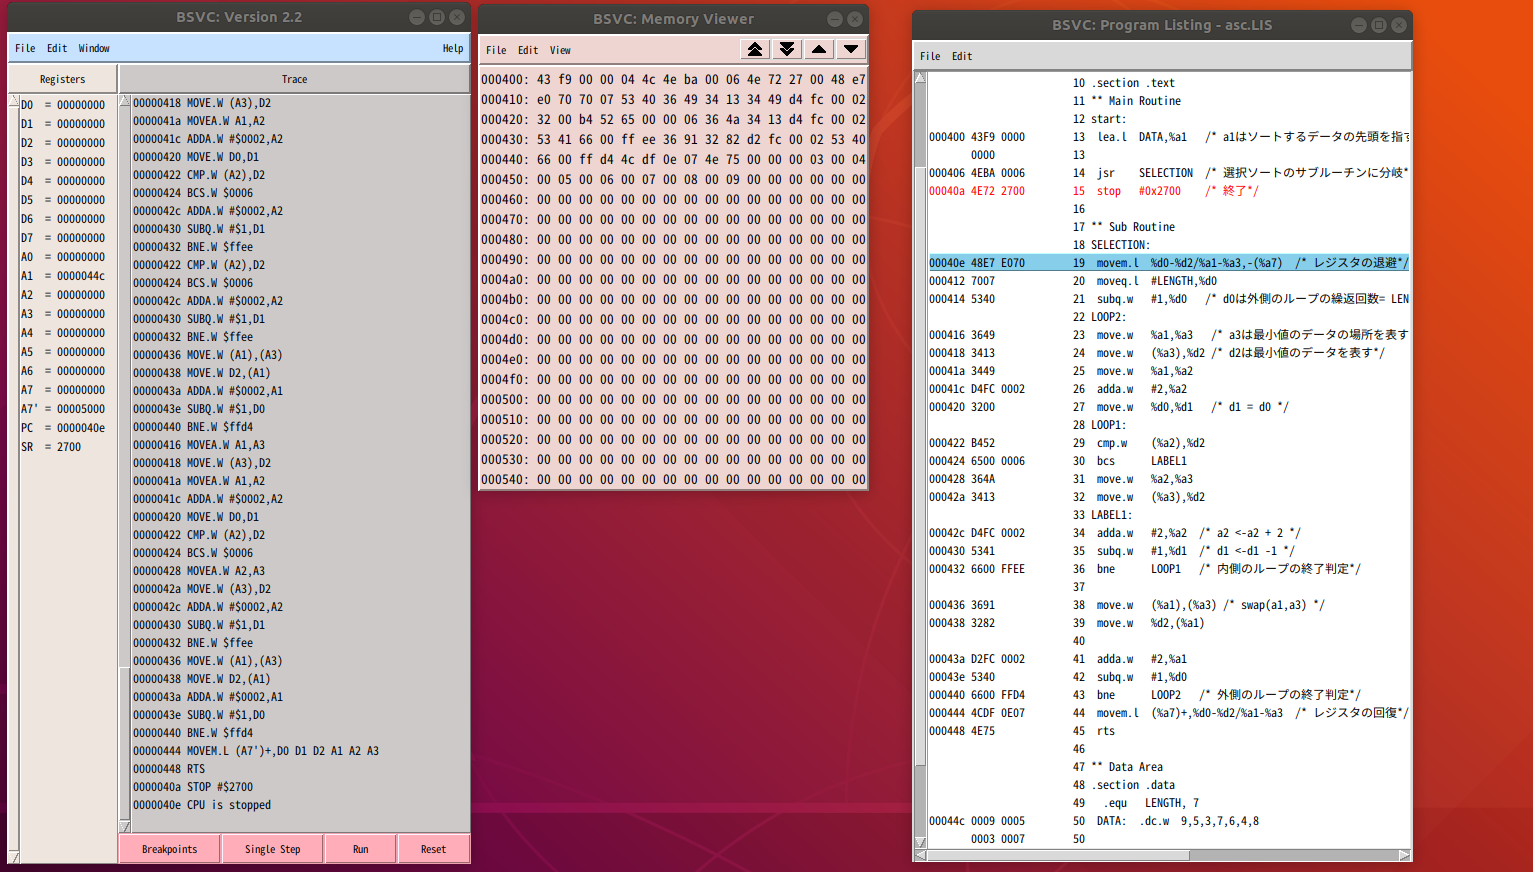 BSVC: Version 2.2
File Edit Window Help
Registers
Trace
D0 = 00000000
D1 = 00000000
D2 = 00000000
D3 = 00000000
D4 = 00000000
D5 = 00000000
D6 = 00000000
D7 = 00000000
A0 = 00000000
A1 = 0000044c
A2 = 00000000
A3 = 00000000
A4 = 00000000
A5 = 00000000
A6 = 00000000
A7 = 00000000
A7' = 00005000
PC = 0000040e
SR = 2700
00000418 MOVE.W (A3),D2
0000041a MOVEA.W A1,A2
0000041c ADDA.W #$0002,A2
00000420 MOVE.W D0,D1
00000422 CMP.W (A2),D2
00000424 BCS.W $0006
0000042c ADDA.W #$0002,A2
00000430 SUBQ.W #$1,D1
00000432 BNE.W $ffee
00000422 CMP.W (A2),D2
00000424 BCS.W $0006
0000042c ADDA.W #$0002,A2
00000430 SUBQ.W #$1,D1
00000432 BNE.W $ffee
00000436 MOVE.W (A1),(A3)
00000438 MOVE.W D2,(A1)
0000043a ADDA.W #$0002,A1
0000043e SUBQ.W #$1,D0
00000440 BNE.W $ffd4
00000416 MOVEA.W A1,A3
00000418 MOVE.W (A3),D2
0000041a MOVEA.W A1,A2
0000041c ADDA.W #$0002,A2
00000420 MOVE.W D0,D1
00000422 CMP.W (A2),D2
00000424 BCS.W $0006
00000428 MOVEA.W A2,A3
0000042a MOVE.W (A3),D2
0000042c ADDA.W #$0002,A2
00000430 SUBQ.W #$1,D1
00000432 BNE.W $ffee
00000436 MOVE.W (A1),(A3)
00000438 MOVE.W D2,(A1)
0000043a ADDA.W #$0002,A1
0000043e SUBQ.W #$1,D0
00000440 BNE.W $ffd4
00000444 MOVEM.L (A7')+,D0 D1 D2 A1 A2 A3
00000448 RTS
0000040a STOP #$2700
0000040e CPU is stopped
Breakpoints Single Step Run Reset
BSVC: Memory Viewer
File Edit View
000400: 43 f9 00 00 04 4c 4e ba 00 06 4e 72 27 00 48 e7
000410: e0 70 70 07 53 40 36 49 34 13 34 49 d4 fc 00 02
000420: 32 00 b4 52 65 00 00 06 36 4a 34 13 d4 fc 00 02
000430: 53 41 66 00 ff ee 36 91 32 82 d2 fc 00 02 53 40
000440: 66 00 ff d4 4c df 0e 07 4e 75 00 00 00 03 00 04
000450: 00 05 00 06 00 07 00 08 00 09 00 00 00 00 00 00
000460: 00 00 00 00 00 00 00 00 00 00 00 00 00 00 00 00
000470: 00 00 00 00 00 00 00 00 00 00 00 00 00 00 00 00
000480: 00 00 00 00 00 00 00 00 00 00 00 00 00 00 00 00
000490: 00 00 00 00 00 00 00 00 00 00 00 00 00 00 00 00
0004a0: 00 00 00 00 00 00 00 00 00 00 00 00 00 00 00 00
0004b0: 00 00 00 00 00 00 00 00 00 00 00 00 00 00 00 00
0004c0: 00 00 00 00 00 00 00 00 00 00 00 00 00 00 00 00
0004d0: 00 00 00 00 00 00 00 00 00 00 00 00 00 00 00 00
0004e0: 00 00 00 00 00 00 00 00 00 00 00 00 00 00 00 00
0004f0: 00 00 00 00 00 00 00 00 00 00 00 00 00 00 00 00
000500: 00 00 00 00 00 00 00 00 00 00 00 00 00 00 00 00
000510: 00 00 00 00 00 00 00 00 00 00 00 00 00 00 00 00
000520: 00 00 00 00 00 00 00 00 00 00 00 00 00 00 00 00
000530: 00 00 00 00 00 00 00 00 00 00 00 00 00 00 00 00
000540: 00 00 00 00 00 00 00 00 00 00 00 00 00 00 00 00
BSVC: Program Listing - asc.LIS
File Edit
10 .section .text
11 ** Main Routine
12 start:
000400 43F9 0000 13 lea.l DATA,%a1 /* a1はソートするデータの先頭を指す
0000 13
000406 4EBA 0006 14 jsr SELECTION /* 選択ソートのサブルーチンに分岐*
00040a 4E72 2700 15 stop #0x2700 /* 終了*/
16
17 ** Sub Routine
18 SELECTION:
00040e 48E7 E070 19 movem.l %d0-%d2/%a1-%a3,-(%a7) /* レジスタの退避*/
000412 7007 20 moveq.l #LENGTH,%d0
000414 5340 21 subq.w #1,%d0 /* d0は外側のループの繰返回数= LEN
22 LOOP2:
000416 3649 23 move.w %a1,%a3 /* a3は最小値のデータの場所を表す
000418 3413 24 move.w (%a3),%d2 /* d2は最小値のデータを表す*/
00041a 3449 25 move.w %a1,%a2
00041c D4FC 0002 26 adda.w #2,%a2
000420 3200 27 move.w %d0,%d1 /* d1 = d0 */
28 LOOP1:
000422 B452 29 cmp.w (%a2),%d2
000424 6500 0006 30 bcs LABEL1
000428 364A 31 move.w %a2,%a3
00042a 3413 32 move.w (%a3),%d2
33 LABEL1:
00042c D4FC 0002 34 adda.w #2,%a2 /* a2 <-a2 + 2 */
000430 5341 35 subq.w #1,%d1 /* d1 <-d1 -1 */
000432 6600 FFEE 36 bne LOOP1 /* 内側のループの終了判定*/
37
000436 3691 38 move.w (%a1),(%a3) /* swap(a1,a3) */
000438 3282 39 move.w %d2,(%a1)
40
00043a D2FC 0002 41 adda.w #2,%a1
00043e 5340 42 subq.w #1,%d0
000440 6600 FFD4 43 bne LOOP2 /* 外側のループの終了判定*/
000444 4CDF 0E07 44 movem.l (%a7)+,%d0-%d2/%a1-%a3 /* レジスタの回復*/
000448 4E75 45 rts
46
47 ** Data Area
48 .section .data
49 .equ LENGTH, 7
00044c 0009 0005 50 DATA: .dc.w 9,5,3,7,6,4,8
0003 0007 50